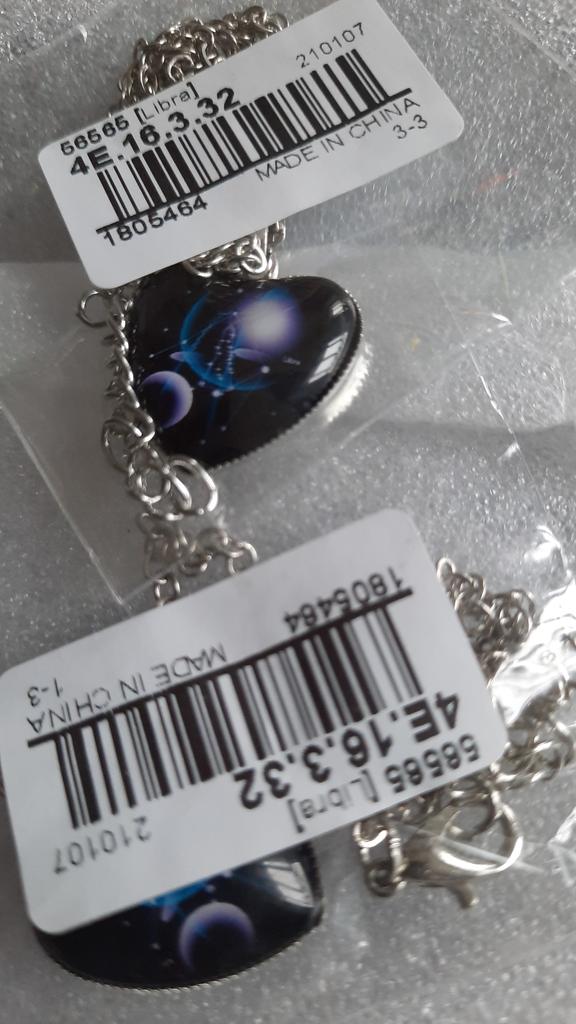 210107
56565 [Libra]
4E.16.3.32
MADE IN CHINA
3-3
1805464
Libra
1805464
MADE IN CHINA
1-3
56565 [Libra]
4E.16.3.32
210107